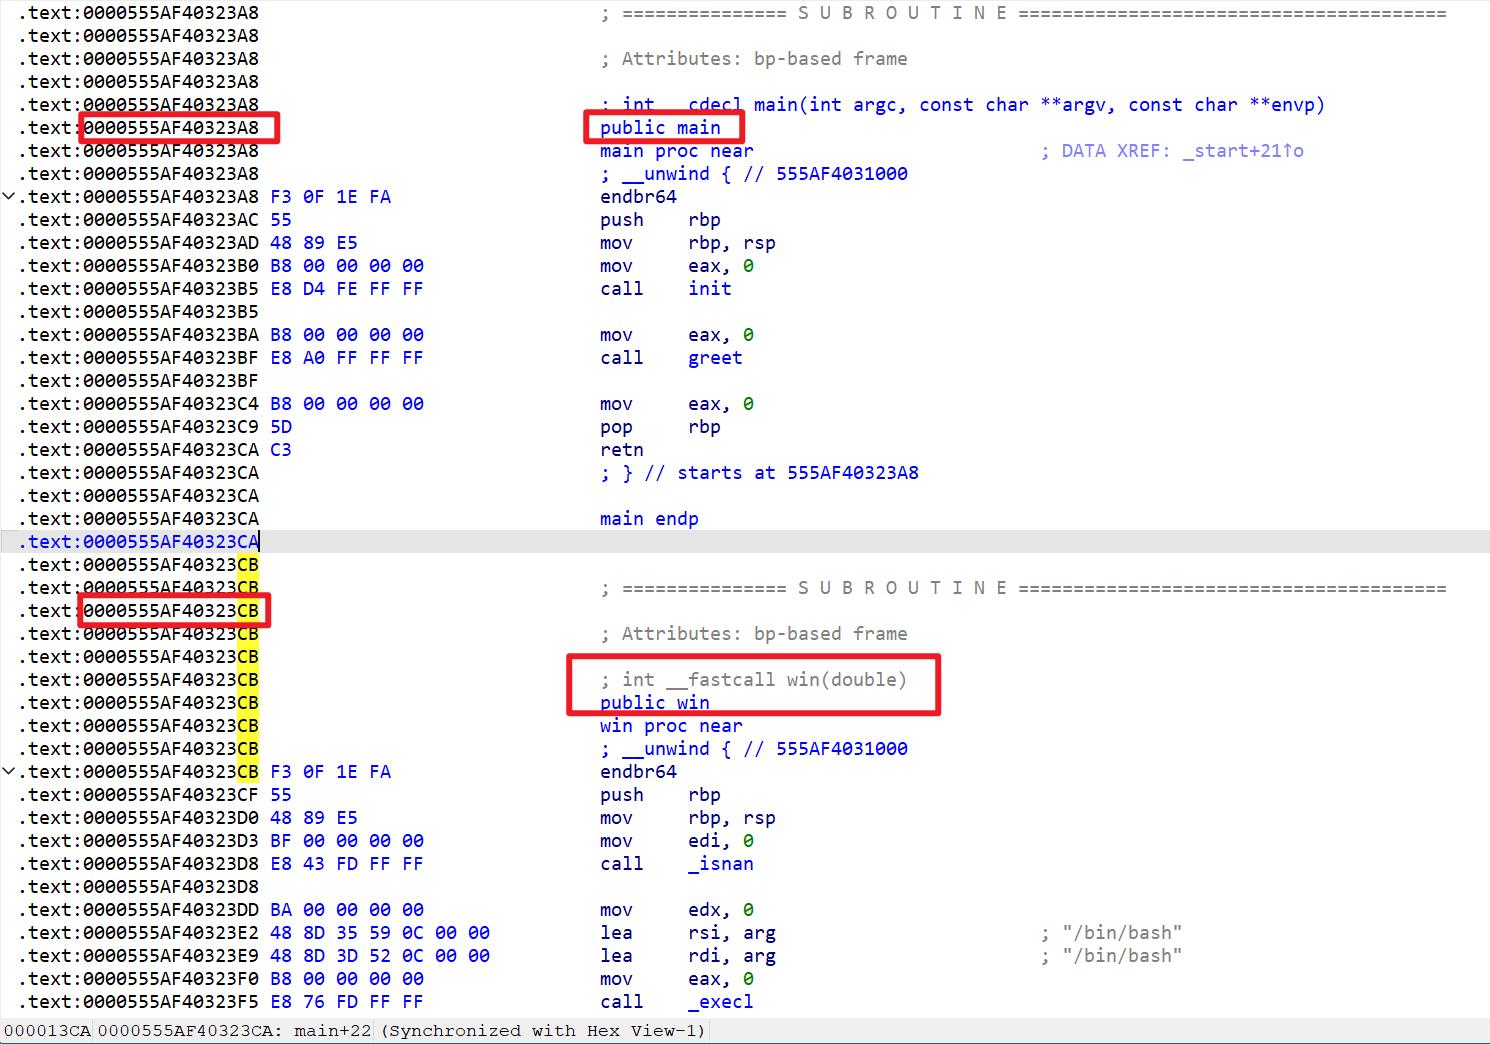 .text:0000555AF40323A8 ; =============== S U B R O U T I N E =======================================
.text:0000555AF40323A8
.text:0000555AF40323A8 ; Attributes: bp-based frame
.text:0000555AF40323A8
.text:0000555AF40323A8 ; int __cdecl main(int argc, const char **argv, const char **envp)
.text:0000555AF40323A8 public main
.text:0000555AF40323A8 main proc near ; DATA XREF: _start+21↑o
.text:0000555AF40323A8 ; __unwind { // 555AF4031000
.text:0000555AF40323A8 F3 0F 1E FA endbr64
.text:0000555AF40323AC 55 push rbp
.text:0000555AF40323AD 48 89 E5 mov rbp, rsp
.text:0000555AF40323B0 B8 00 00 00 00 mov eax, 0
.text:0000555AF40323B5 E8 D4 FE FF FF call init
.text:0000555AF40323B5
.text:0000555AF40323BA B8 00 00 00 00 mov eax, 0
.text:0000555AF40323BF E8 A0 FF FF FF call greet
.text:0000555AF40323BF
.text:0000555AF40323C4 B8 00 00 00 00 mov eax, 0
.text:0000555AF40323C9 5D pop rbp
.text:0000555AF40323CA C3 retn
.text:0000555AF40323CA ; } // starts at 555AF40323A8
.text:0000555AF40323CA
.text:0000555AF40323CA main endp
.text:0000555AF40323CA
.text:0000555AF40323CB
.text:0000555AF40323CB ; =============== S U B R O U T I N E =======================================
.text:0000555AF40323CB
.text:0000555AF40323CB ; Attributes: bp-based frame
.text:0000555AF40323CB
.text:0000555AF40323CB ; int __fastcall win(double)
.text:0000555AF40323CB public win
.text:0000555AF40323CB win proc near
.text:0000555AF40323CB ; __unwind { // 555AF4031000
.text:0000555AF40323CB F3 0F 1E FA endbr64
.text:0000555AF40323CF 55 push rbp
.text:0000555AF40323D0 48 89 E5 mov rbp, rsp
.text:0000555AF40323D3 BF 00 00 00 00 mov edi, 0
.text:0000555AF40323D8 E8 43 FD FF FF call _isnan
.text:0000555AF40323D8
.text:0000555AF40323DD BA 00 00 00 00 mov edx, 0
.text:0000555AF40323E2 48 8D 35 59 0C 00 00 lea rsi, arg ; "/bin/bash"
.text:0000555AF40323E9 48 8D 3D 52 0C 00 00 lea rdi, arg ; "/bin/bash"
.text:0000555AF40323F0 B8 00 00 00 00 mov eax, 0
.text:0000555AF40323F5 E8 76 FD FF FF call _execl
000013CA 0000555AF40323CA: main+22 (Synchronized with Hex View-1)